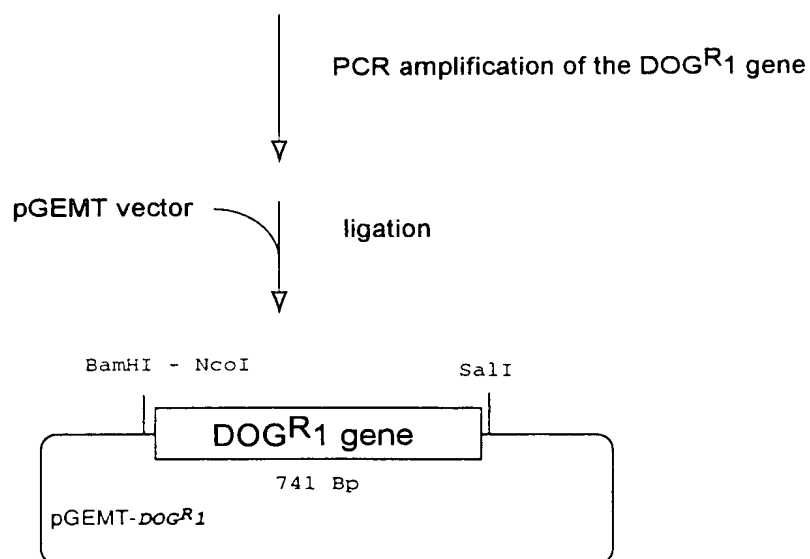 PCR amplification of the DOGR1 gene
pGEMT vector
ligation
BamHI - NcoI
SalI
DOGR1 gene
741 Bp
pGEMT-DOGR1